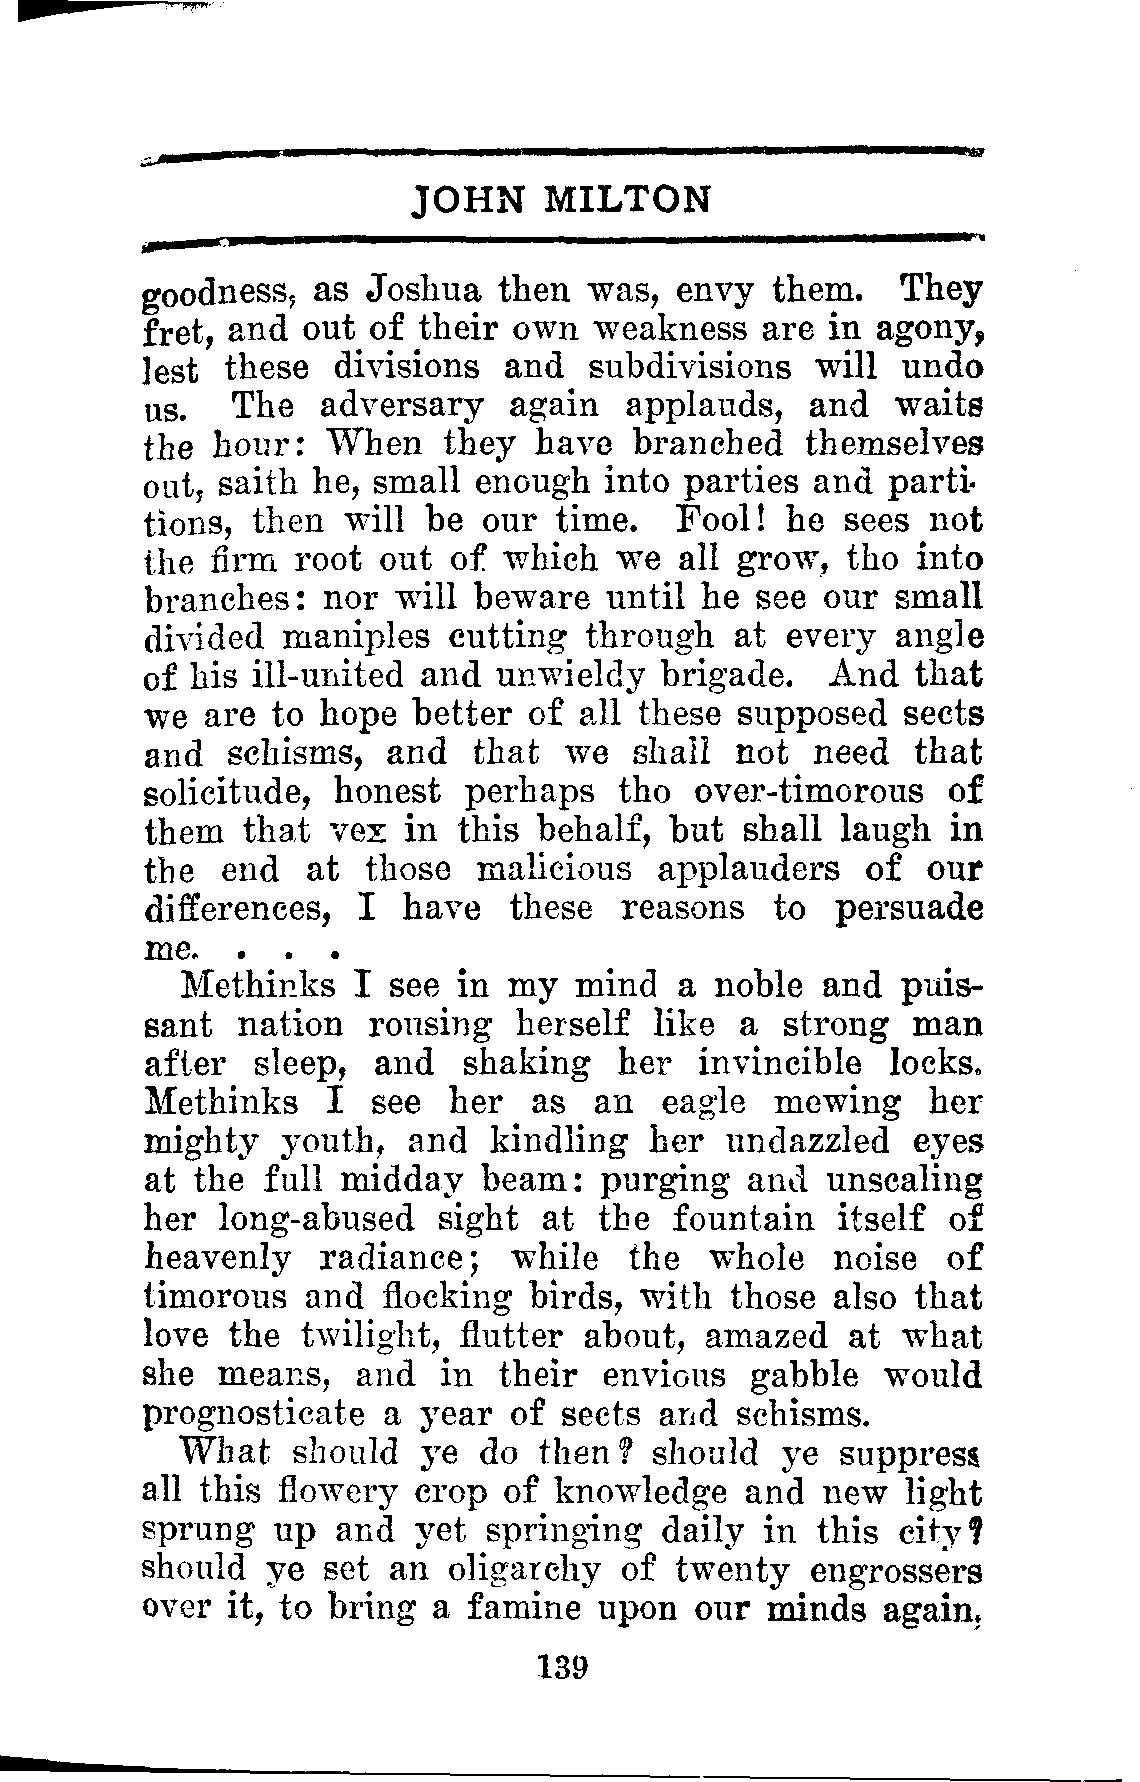 JOHN MILTON
goodness, as Joshua then was, envy them. They
fret, and out of their own weakness are in agony,
lest these divisions and subdivisions will undo
us. The adversary again applauds, and waits
the hour: When they have branched themselves
out, saith he, small enough into parties and parti-
tions, then will be our time. Fool! he sees not
the firm root out of which we all grow, tho into
branches: nor will beware until he see our small
divided maniples cutting through at every angle
of his ill-united and unwieldy brigade. And that
we are to hope better of all these supposed sects
and schisms, and that we shall not need that
solicitude, honest perhaps tho over-timorous of
them that vex in this behalf, but shall laugh in
the end at those malicious applauders of our
differences, I have these reasons to persuade
me. . . .
Methinks I see in my mind a noble and puis-
sant nation rousing herself like a strong man
after sleep, and shaking her invincible locks.
Methinks I see her as an eagle mewing her
mighty youth, and kindling her undazzled eyes
at the full midday beam: purging and unscaling
her long-abused sight at the fountain itself of
heavenly radiance; while the whole noise of
timorous and flocking birds, with those also that
love the twilight, flutter about, amazed at what
she means, and in their envious gabble would
prognosticate a year of sects and schisms.
What should ye do then? should ye suppress
all this flowery crop of knowledge and new light
sprung up and yet springing daily in this city?
should ye set an oligarchy of twenty engrossers
over it, to bring a famine upon our minds again,
139